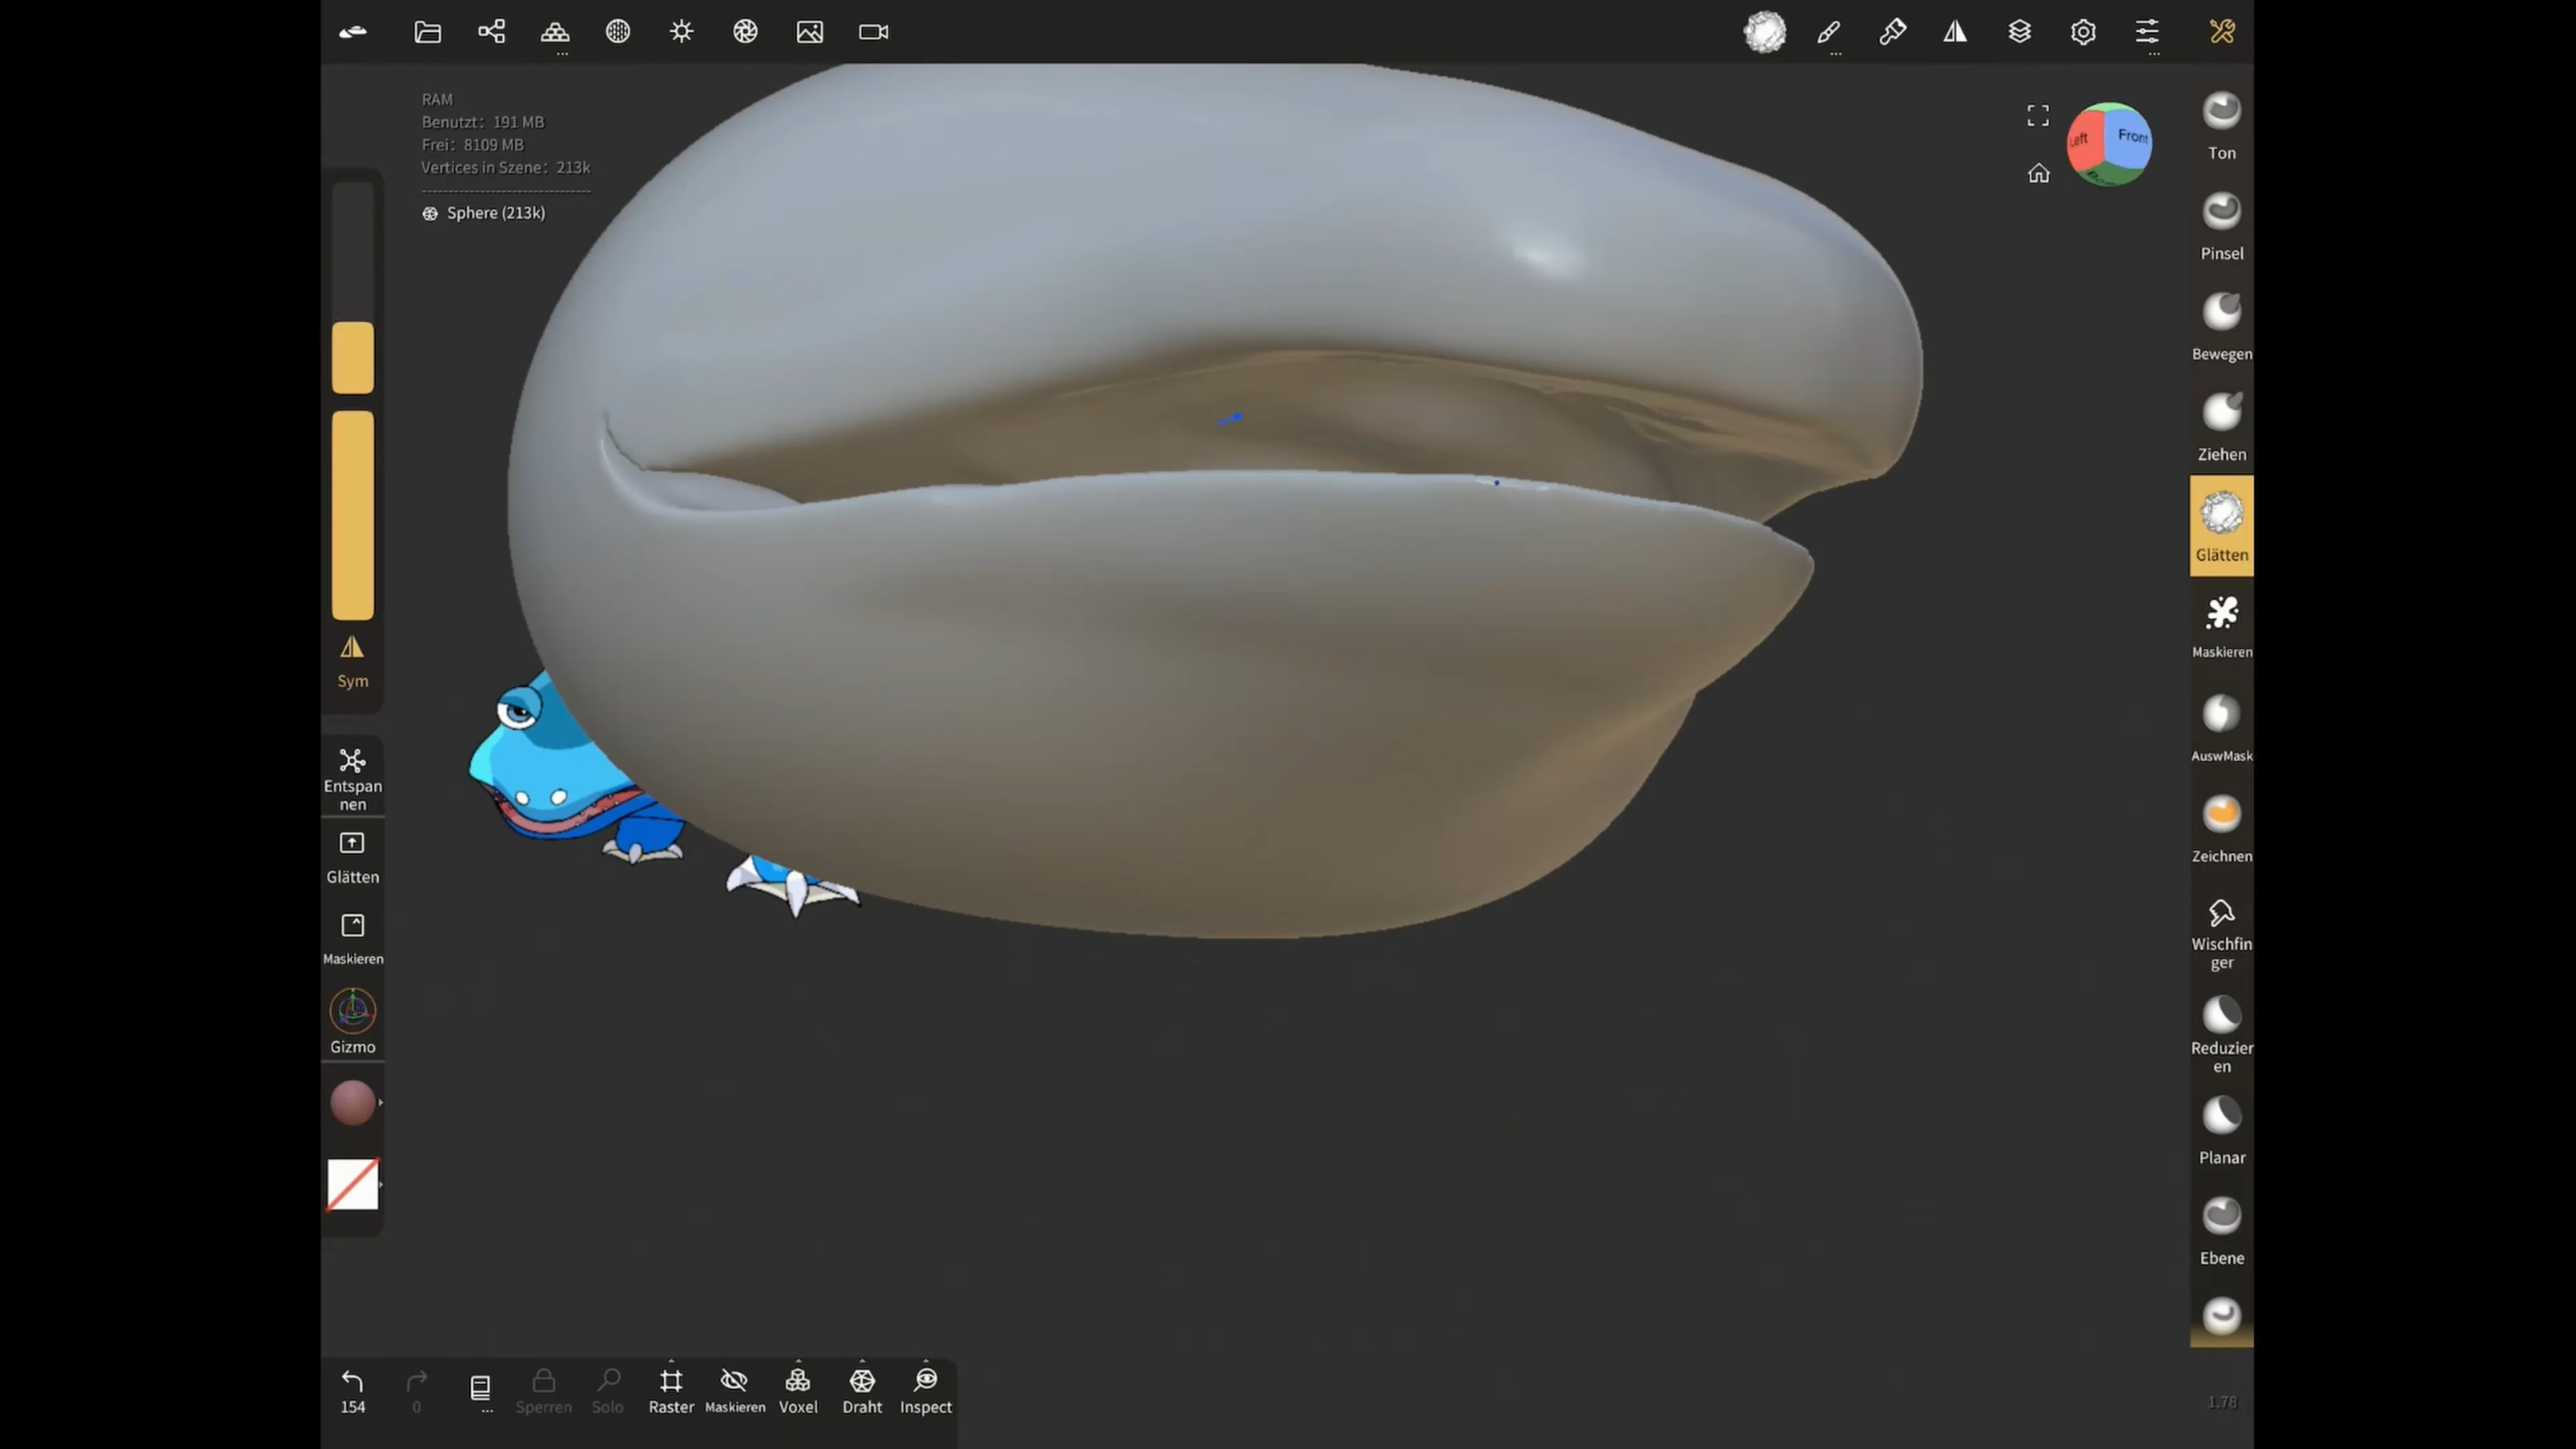 RAM
Benutzt: 191 MB
Frei: 8109 MB
Vertices in Szene: 213k
Sphere (213k)
Left
Front
Sym
Entspan
nen
Glätten
Maskieren
Gizmo
Ton
Pinsel
Bewegen
Ziehen
Glätten
Maskieren
AuswMask
Zeichnen
Wischfin
ger
Reduzier
en
Planar
Ebene
154
0
Sperren
Solo
Raster
Maskieren
Voxel
Draht
Inspect
1.78